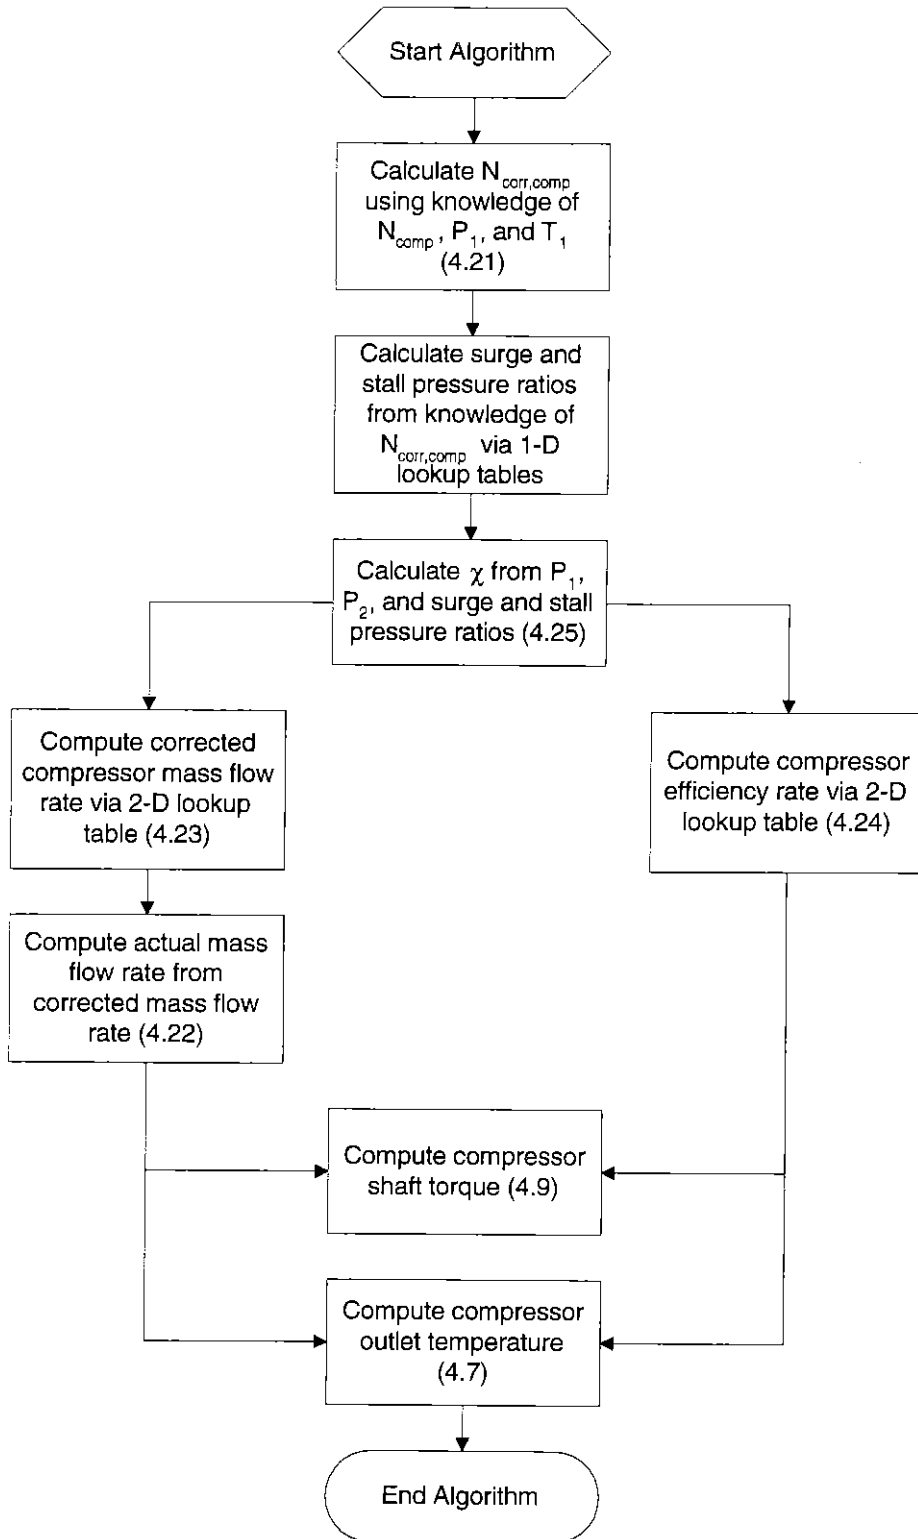 Start Algorithm
Calculate N_corr,comp
using knowledge of
N_comp, P_1, and T_1
(4.21)
Calculate surge and
stall pressure ratios
from knowledge of
N_corr,comp via 1-D
lookup tables
Calculate χ from P_1,
P_2, and surge and stall
pressure ratios (4.25)
Compute corrected
compressor mass flow
rate via 2-D lookup
table (4.23)
Compute compressor
efficiency rate via 2-D
lookup table (4.24)
Compute actual mass
flow rate from
corrected mass flow
rate (4.22)
Compute compressor
shaft torque (4.9)
Compute compressor
outlet temperature
(4.7)
End Algorithm